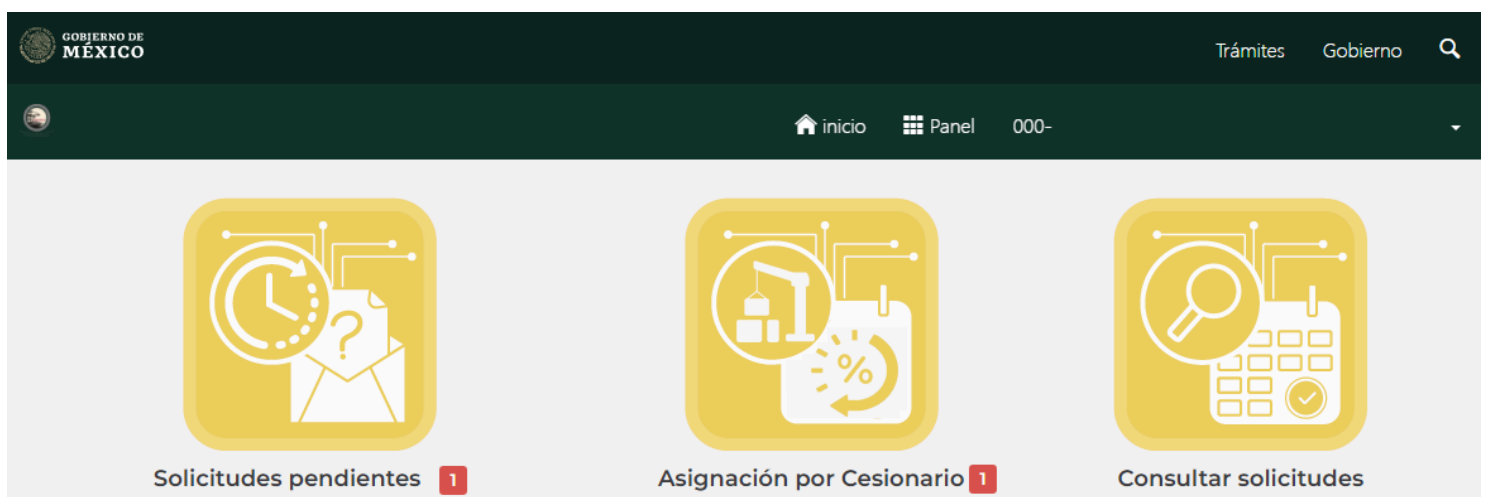 GOBIERNO DE
MÉXICO
Trámites Gobierno
inicio Panel 000-
?
%
Solicitudes pendientes 1
Asignación por Cesionario 1
Consultar solicitudes